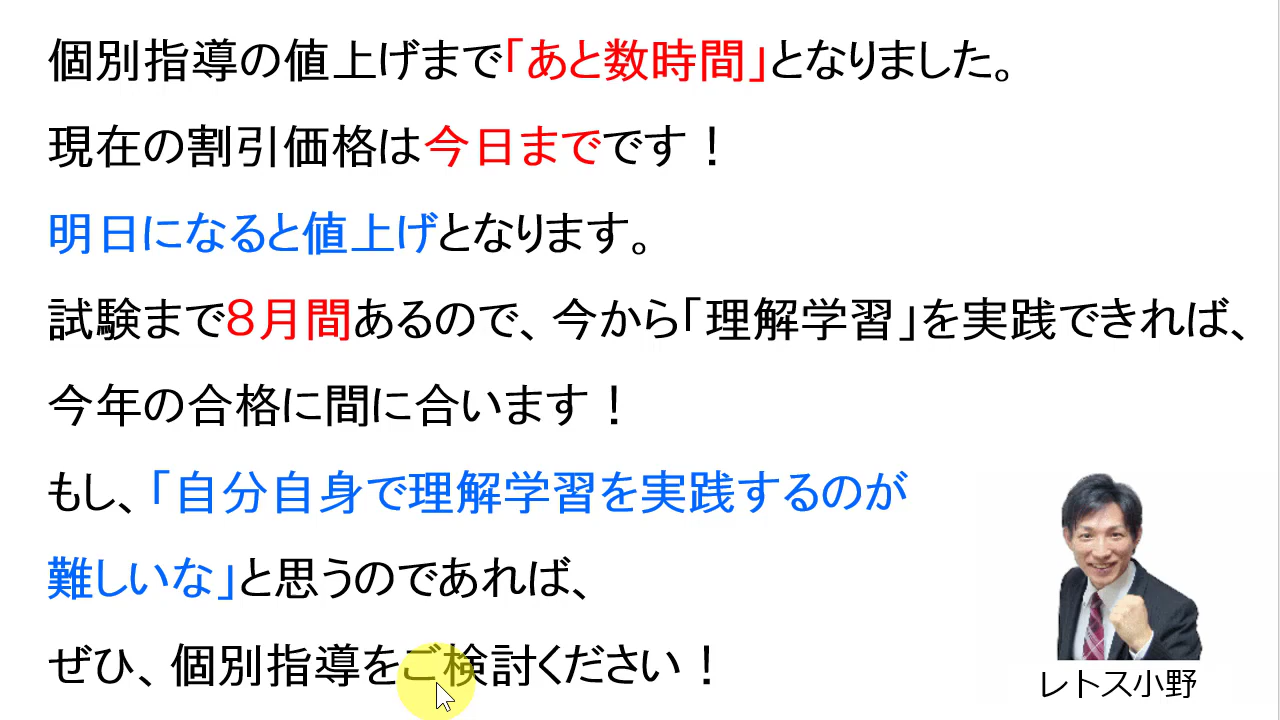 個別指導の値上げまで「あと数時間」となりました。
現在の割引価格は今日までです！
明日になると値上げとなります。
試験まで８月間あるので、今から「理解学習」を実践できれば、
今年の合格に間に合います！
もし、「自分自身で理解学習を実践するのが
難しいな」と思うのであれば、
ぜひ、個別指導をご検討ください！
レトス小野